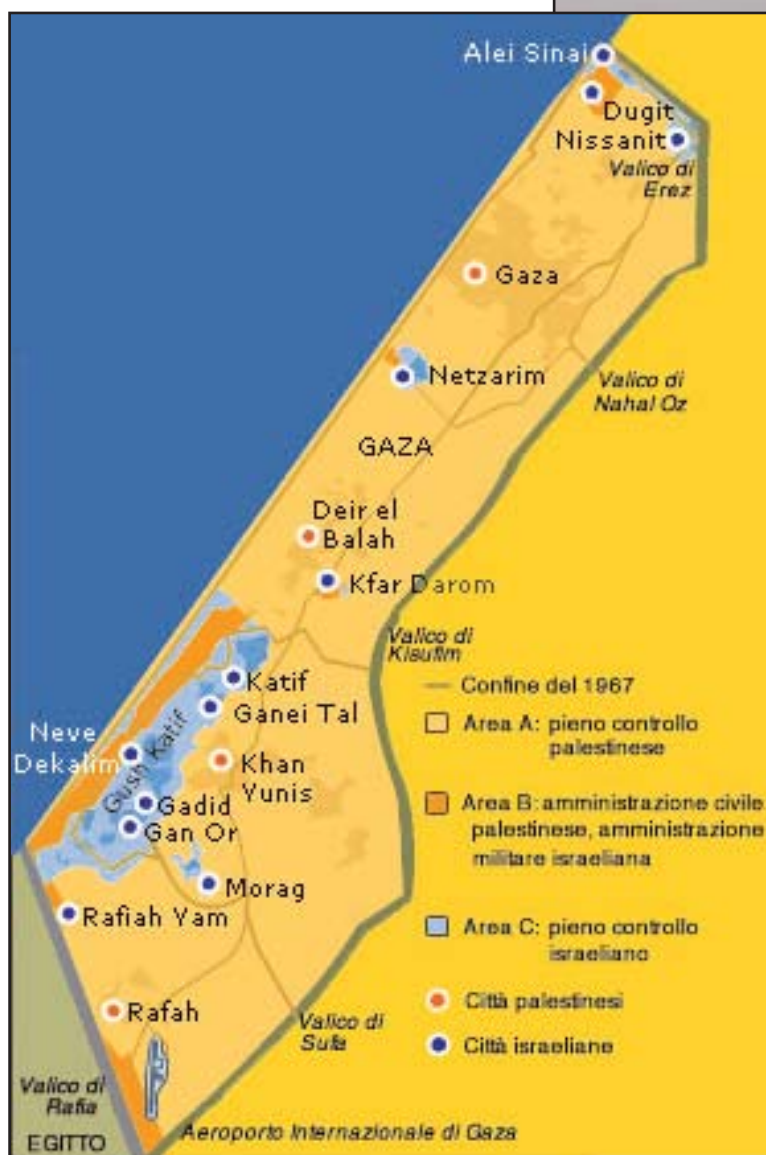 Alei Sinai
Dugit
Nissanit
Valico di
Erez
Gaza
Netzarim
Valico di
Nahal Oz
GAZA
Deir el
Balah
Kfar Darom
Valico di
Kisufim
Katif
Ganei Tal
Neve
Dekalim
Gush Katif
Khan
Yunis
Gadid
Gan Or
Morag
Rafiah Yam
Rafah
Valico di
Sufa
Valico di
Rafia
EGITTO
Aeroporto Internazionale di Gaza
Confine del 1967
Area A: pieno controllo
palestinese
Area B: amministrazione civile
palestinese, amministrazione
militare israeliana
Area C: pieno controllo
israeliano
Città palestinesi
Città israeliane